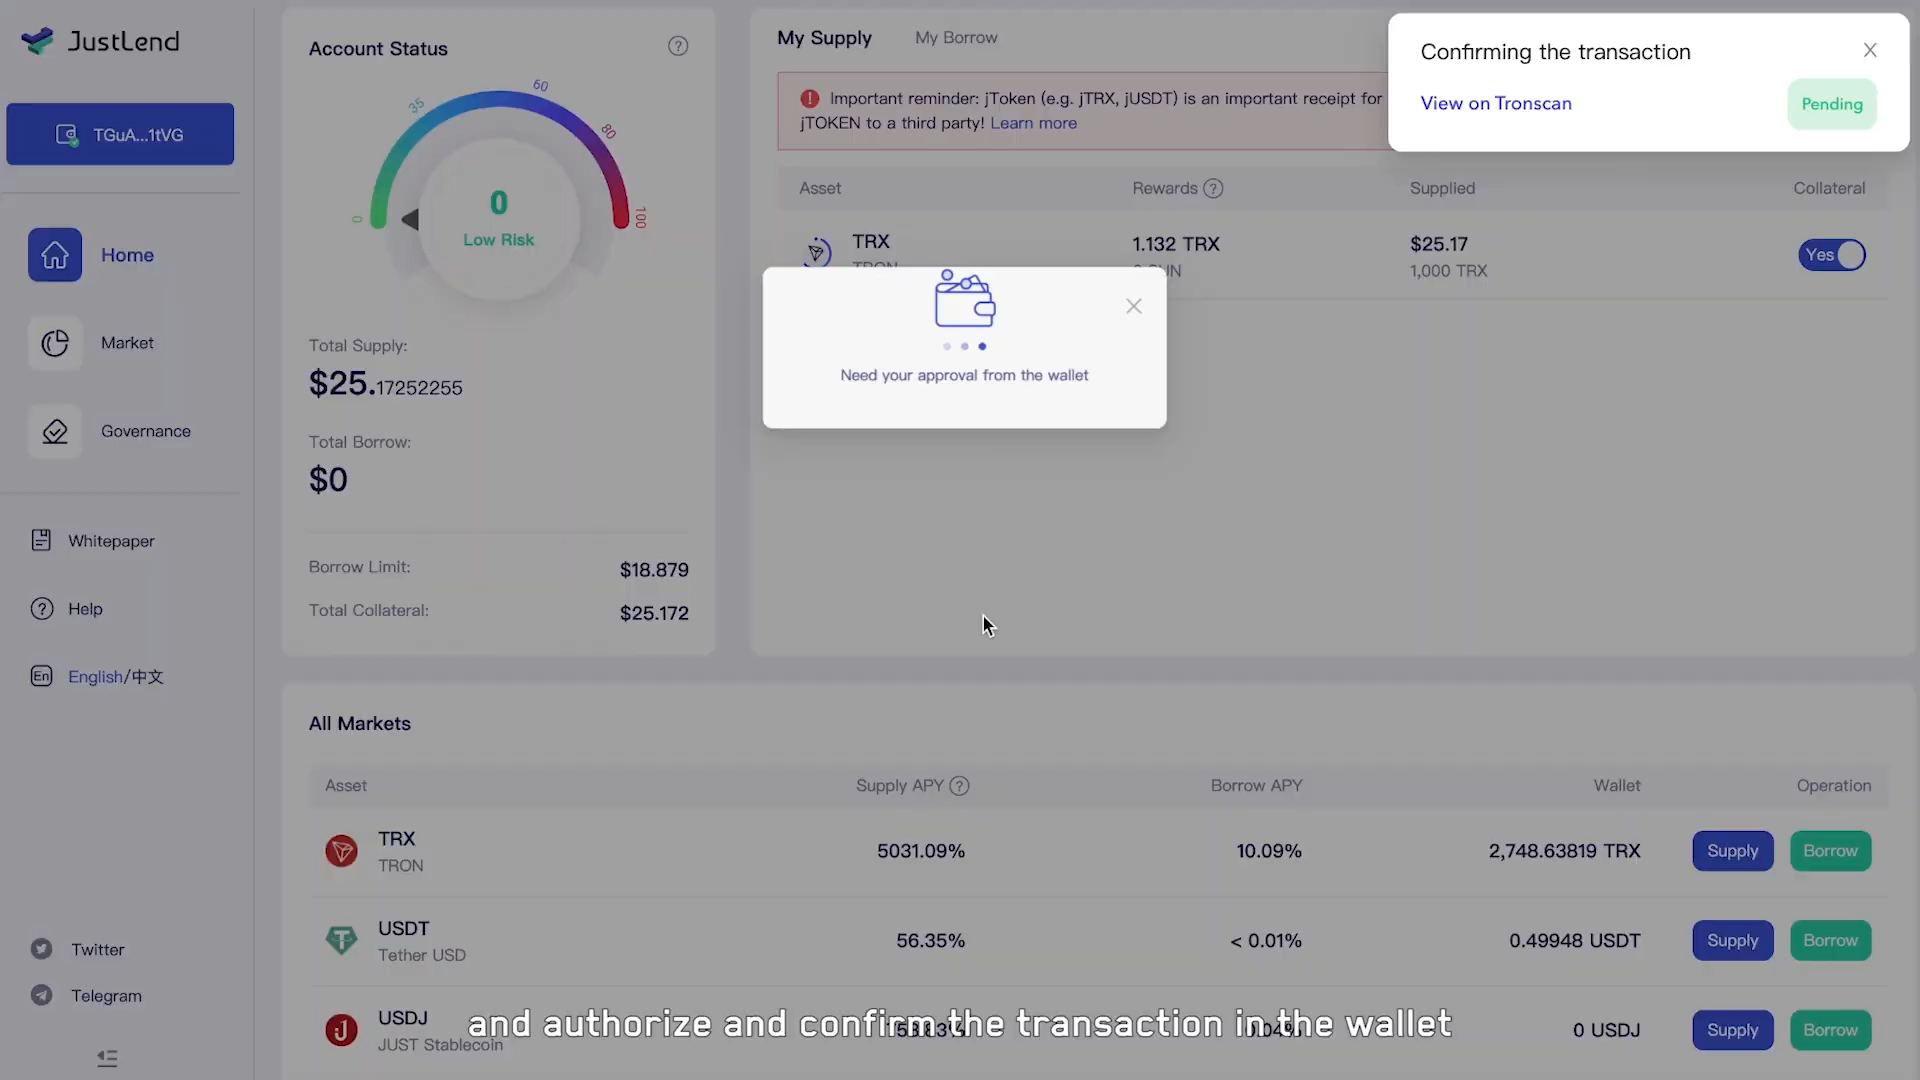 JustLend
TGuA...1tVG
Home
Market
Governance
Whitepaper
Help
En English/中文
Twitter
Telegram
Account Status
0
35
60
80
100
0
Low Risk
Total Supply:
$25.17252255
Total Borrow:
$0
Borrow Limit: $18.879
Total Collateral: $25.172
My Supply My Borrow
Important reminder: jToken (e.g. jTRX, jUSDT) is an important receipt for
jTOKEN to a third party! Learn more
Asset Rewards Supplied Collateral
TRX 1.132 TRX $25.17 Yes
TRON 1,000 TRX
Need your approval from the wallet
Confirming the transaction
View on Tronscan Pending
All Markets
Asset Supply APY Borrow APY Wallet Operation
TRX 5031.09% 10.09% 2,748.63819 TRX Supply Borrow
TRON
USDT 56.35% < 0.01% 0.49948 USDT Supply Borrow
Tether USD
USDJ 0 USDJ Supply Borrow
JUST Stablecoin
and authorize and confirm the transaction in the wallet